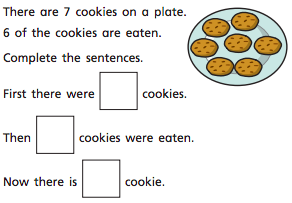 There are 7 cookies on a plate.
6 of the cookies are eaten.
Complete the sentences.
First there were cookies.
Then cookies were eaten.
Now there is cookie.